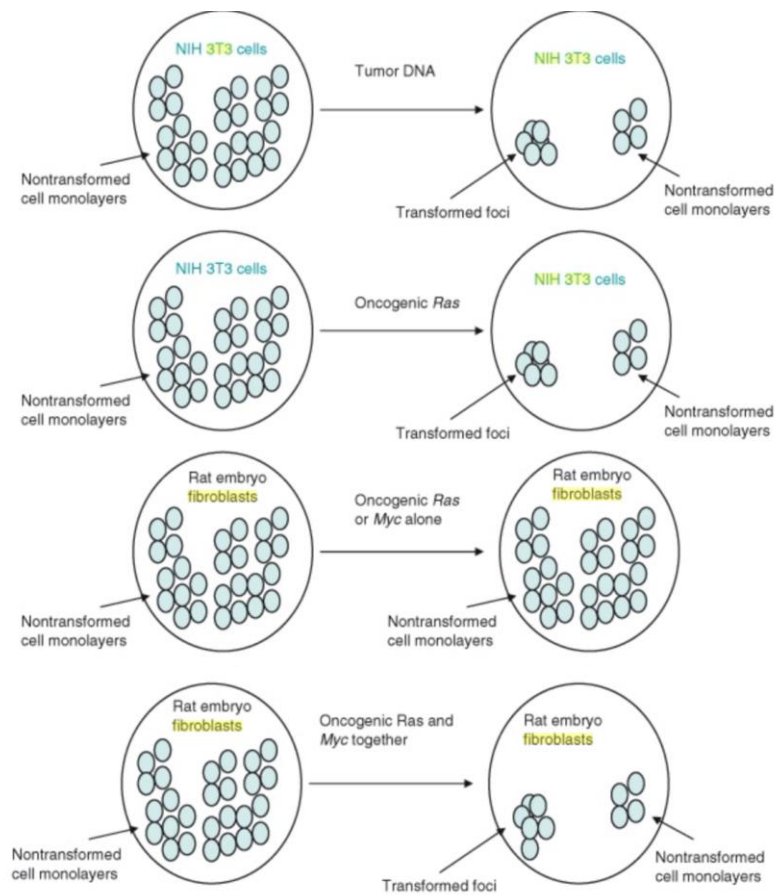 NIH 3T3 cells
Tumor DNA
NIH 3T3 cells
Nontransformed
cell monolayers
Transformed foci
Nontransformed
cell monolayers
NIH 3T3 cells
Oncogenic Ras
NIH 3T3 cells
Nontransformed
cell monolayers
Transformed foci
Nontransformed
cell monolayers
Rat embryo
fibroblasts
Oncogenic Ras
or Myc alone
Rat embryo
fibroblasts
Nontransformed
cell monolayers
Nontransformed
cell monolayers
Rat embryo
fibroblasts
Oncogenic Ras and
Myc together
Rat embryo
fibroblasts
Nontransformed
cell monolayers
Transformed foci
Nontransformed
cell monolayers